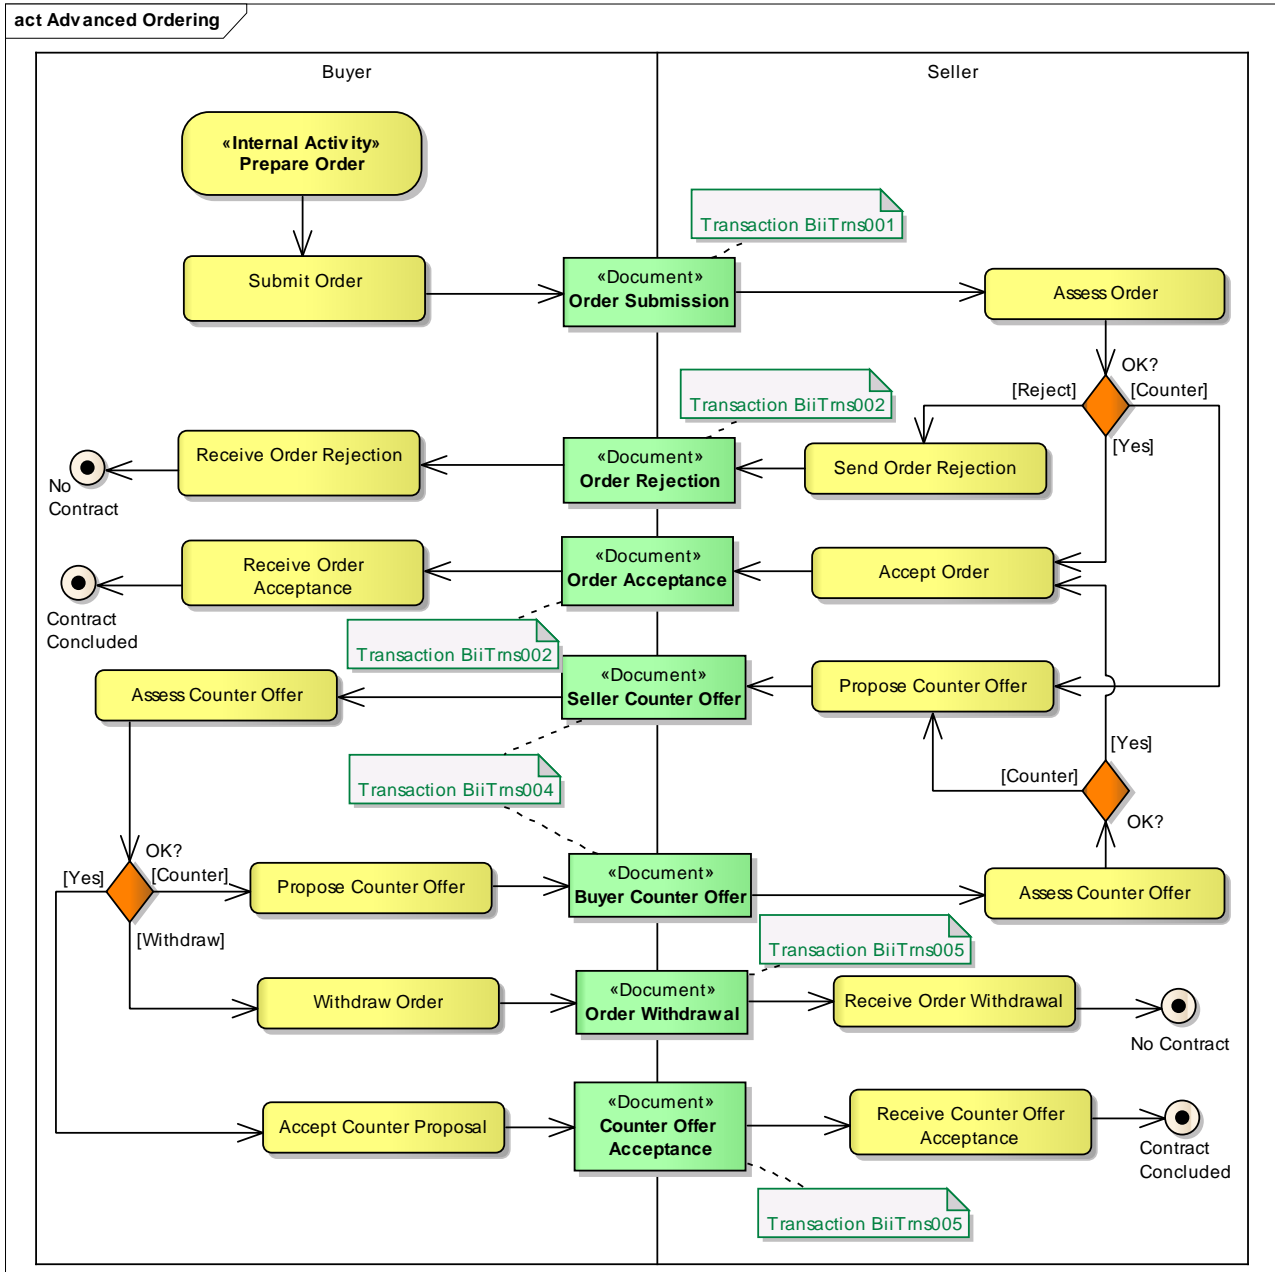 act Advanced Ordering
Buyer
Seller
«Internal Activity»
Prepare Order
Transaction BiiTrns001
Submit Order
«Document»
Order Submission
Assess Order
OK?
[Reject]
[Counter]
[Yes]
Transaction BiiTrns002
Receive Order Rejection
«Document»
Order Rejection
Send Order Rejection
No
Contract
Receive Order
Acceptance
«Document»
Order Acceptance
Accept Order
Contract
Concluded
Transaction BiiTrns002
Assess Counter Offer
«Document»
Seller Counter Offer
Propose Counter Offer
[Yes]
[Counter]
OK?
Transaction BiiTrns004
OK?
[Yes]
[Counter]
[Withdraw]
Propose Counter Offer
«Document»
Buyer Counter Offer
Assess Counter Offer
Transaction BiiTrns005
Withdraw Order
«Document»
Order Withdrawal
Receive Order Withdrawal
No Contract
Accept Counter Proposal
«Document»
Counter Offer
Acceptance
Receive Counter Offer
Acceptance
Contract
Concluded
Transaction BiiTrns005